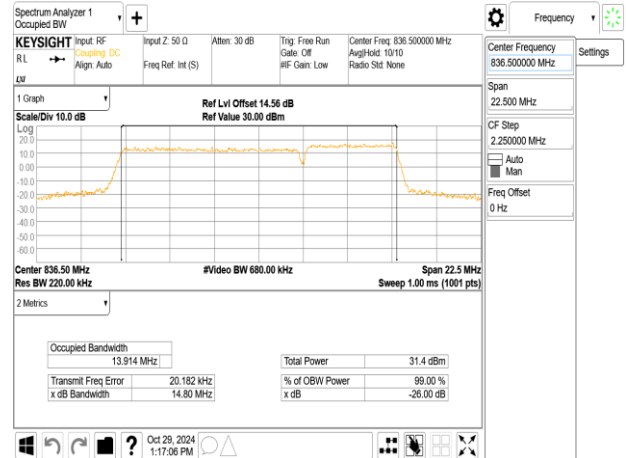 Spectrum Analyzer 1
Occupied BW
Frequency
KEYSIGHT
Input: RF
Coupling: DC
Align: Auto
Input Z: 50 Ω
Freq Ref: Int (S)
Atten: 30 dB
Trig: Free Run
Gate: Off
#IF Gain: Low
Center Freq: 836.500000 MHz
Avg|Hold: 10/10
Radio Std: None
R L
LXI
Center Frequency
836.500000 MHz
Settings
Span
22.500 MHz
CF Step
2.250000 MHz
Auto
Man
Freq Offset
0 Hz
1 Graph
Scale/Div 10.0 dB
Ref Lvl Offset 14.56 dB
Ref Value 30.00 dBm
Log
20.0
10.0
0.00
-10.0
-20.0
-30.0
-40.0
-50.0
-60.0
Center 836.50 MHz
#Video BW 680.00 kHz
Span 22.5 MHz
Res BW 220.00 kHz
Sweep 1.00 ms (1001 pts)
2 Metrics
Occupied Bandwidth
13.914 MHz
Total Power 31.4 dBm
Transmit Freq Error 20.182 kHz
% of OBW Power 99.00 %
x dB Bandwidth 14.80 MHz
x dB -26.00 dB
?
Oct 29, 2024
1:17:06 PM